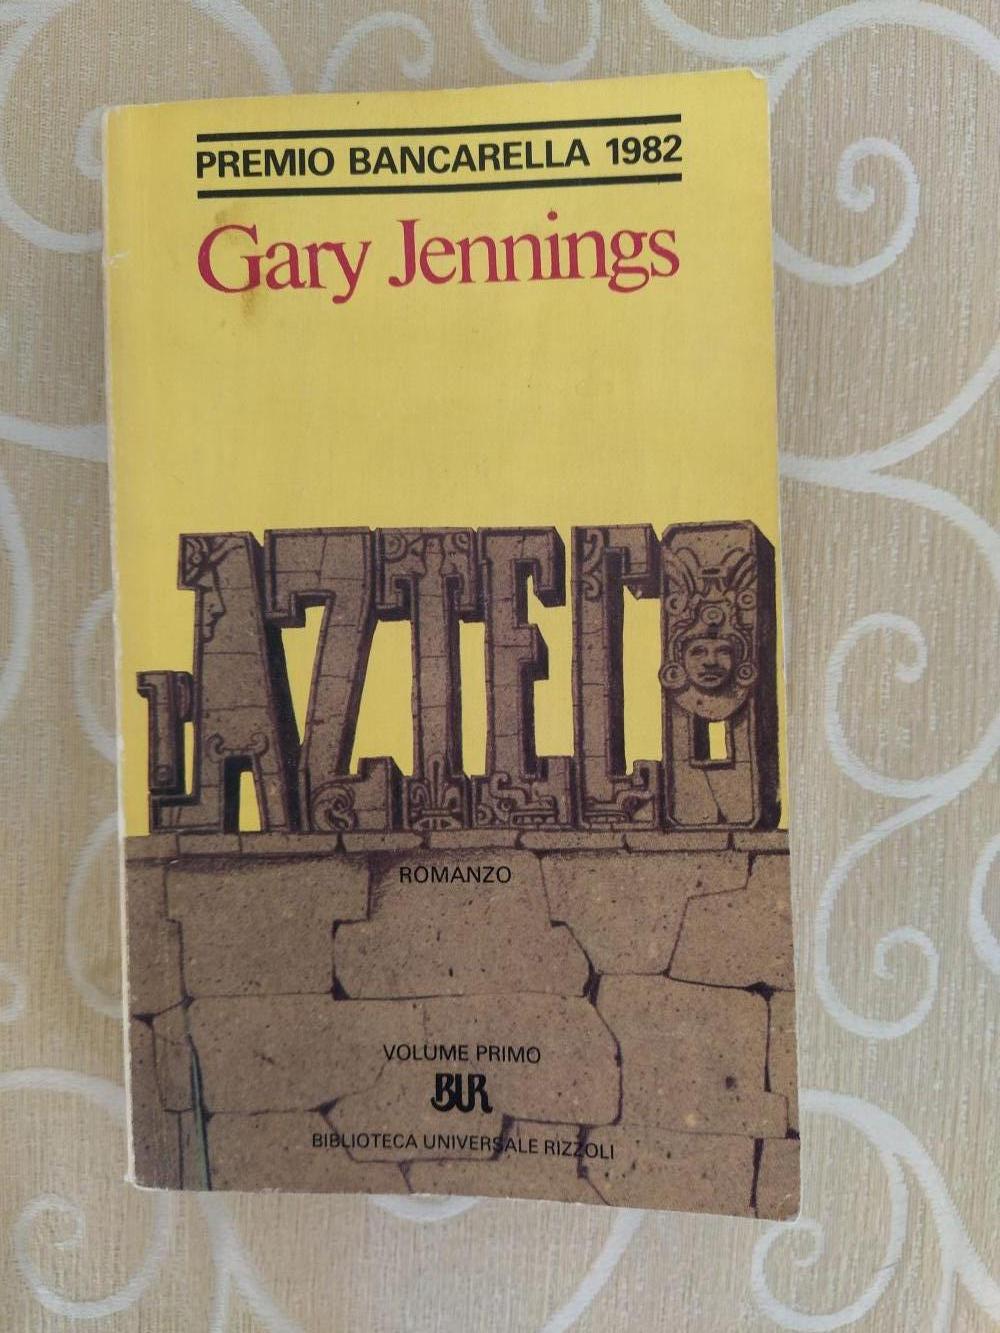 PREMIO BANCARELLA 1982
Gary Jennings
L'AZTECO
ROMANZO
VOLUME PRIMO
BUR
BIBLIOTECA UNIVERSALE RIZZOLI